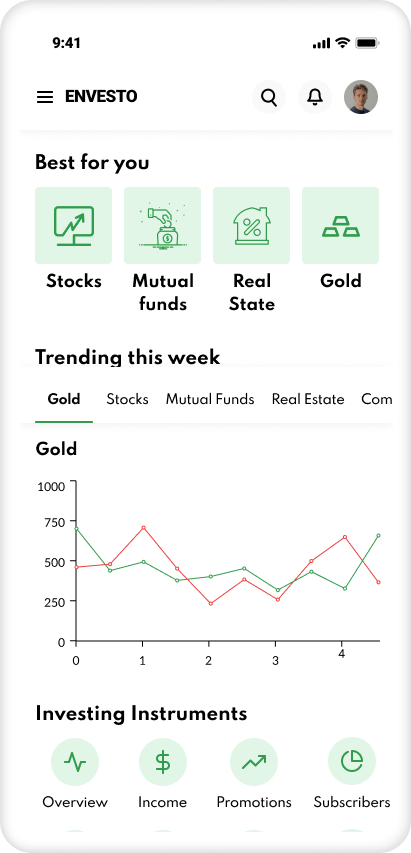 9:41
ENVESTO
Best for you
Stocks
Mutual
funds
Real
State
Gold
Trending this week
Gold Stocks Mutual Funds Real Estate Com
Gold
1000
750
500
250
0
0 1 2 3 4
Investing Instruments
Overview Income Promotions Subscribers